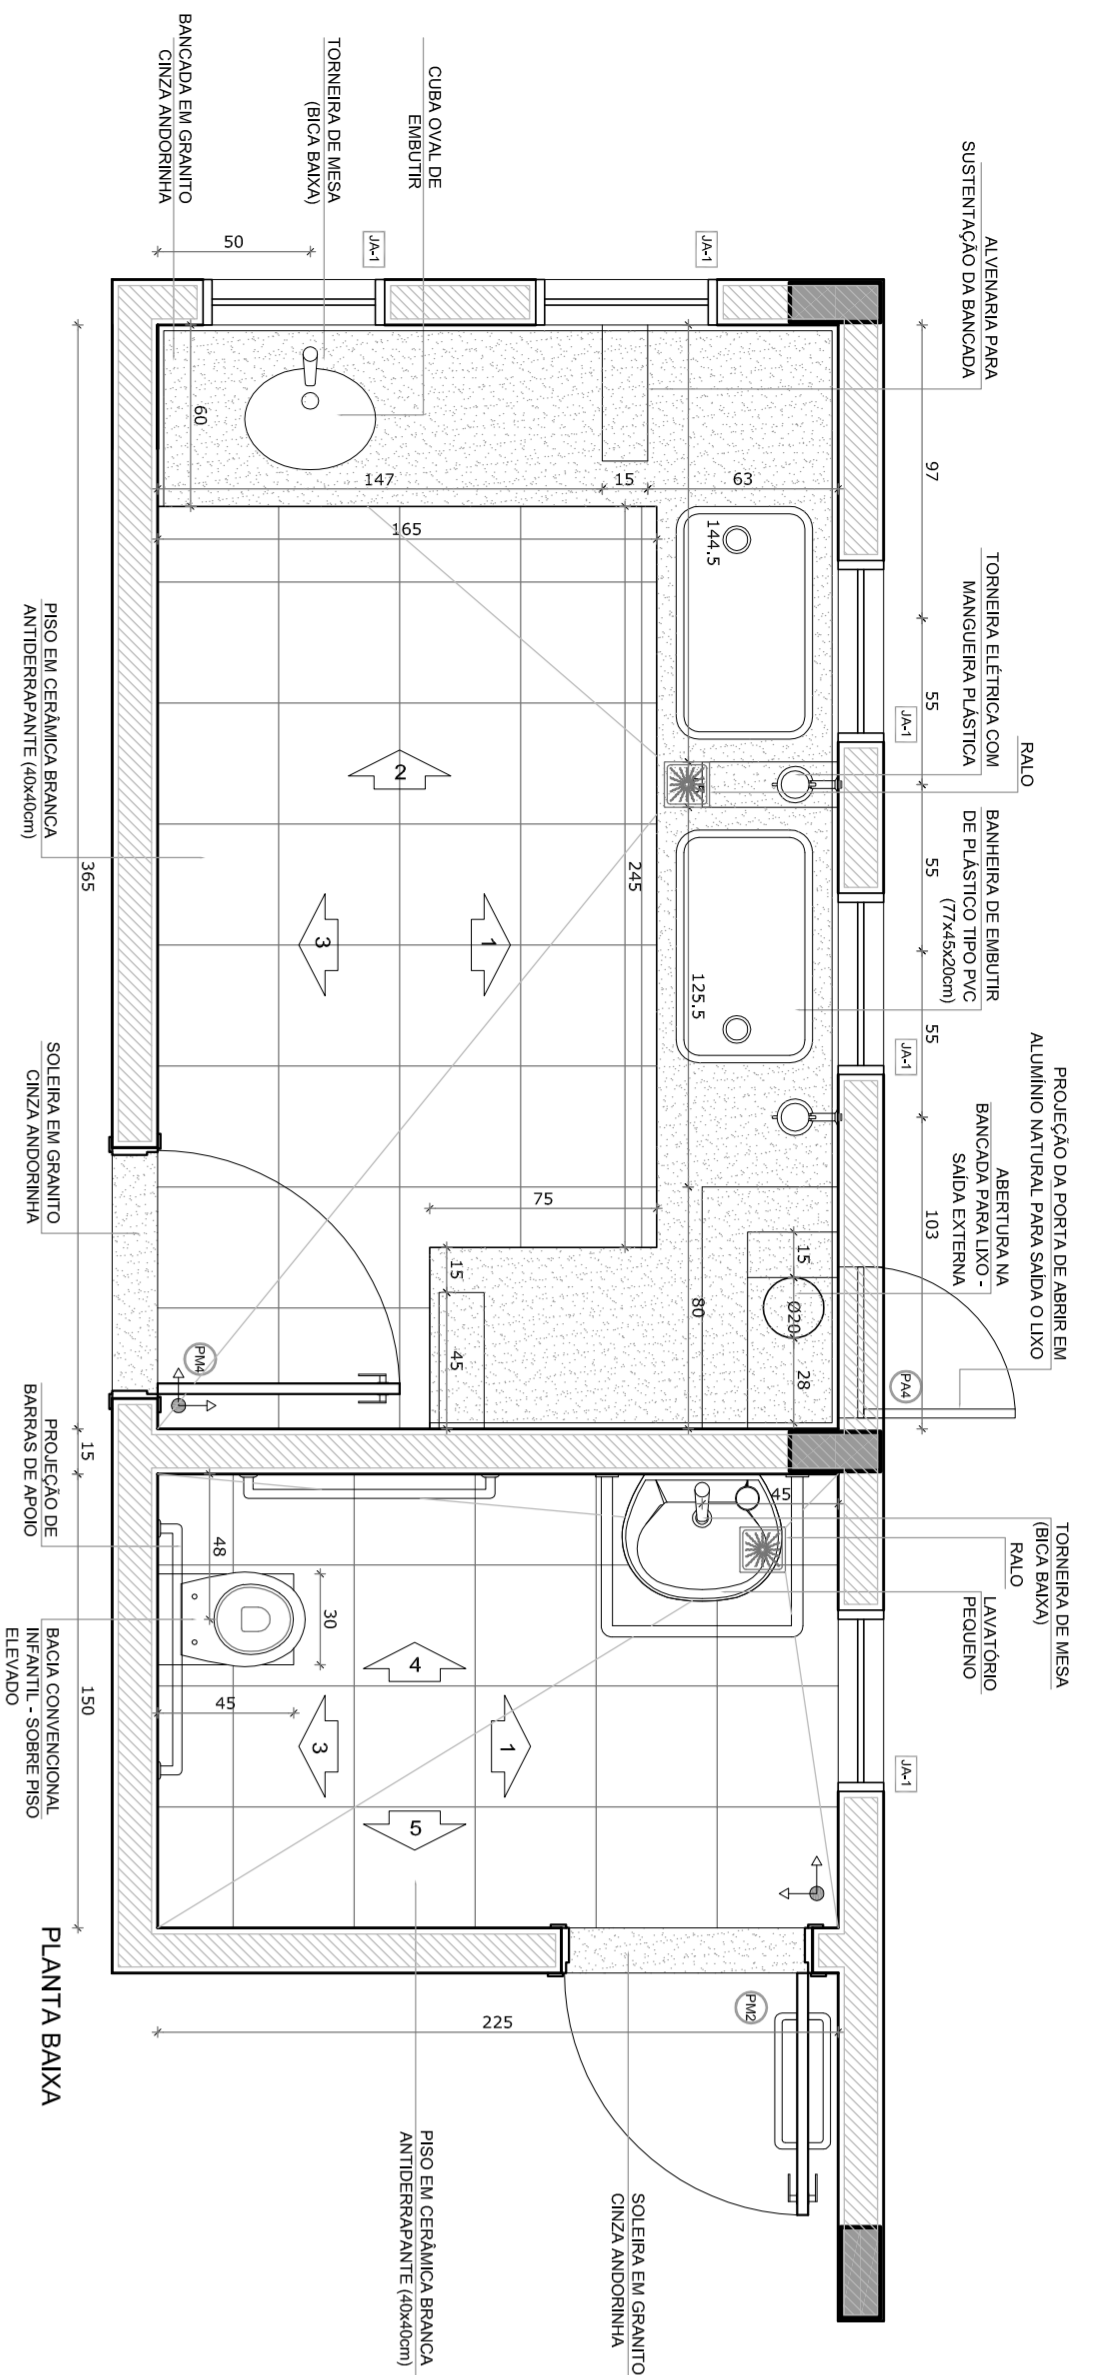 BANCADA EM GRANITO
CINZA ANDORINHA
TORNEIRA DE MESA
(BICA BAIXA)
CUBA OVAL DE
EMBUTIR
ALVENARIA PARA
SUSTENTAÇÃO DA BANCADA
TORNEIRA ELÉTRICA COM
MANGUEIRA PLÁSTICA
RALO
BANHEIRA DE EMBUTIR
DE PLÁSTICO TIPO PVC
(77x45x20cm)
PROJEÇÃO DA PORTA DE ABRIR EM
ALUMÍNIO NATURAL PARA SAÍDA O LIXO
ABERTURA NA
BANCADA PARA LIXO -
SAÍDA EXTERNA
TORNEIRA DE MESA
(BICA BAIXA)
RALO
LAVATÓRIO
PEQUENO
JA-1
JA-1
JA-1
JA-1
JA-1
97
55
55
55
103
50
60
147
15
63
165
144.5
245
125.5
75
15
Ø20
28
80
15
45
2
1
3
PM4
PA4
365
15
150
48
30
45
45
4
3
1
5
PM2
225
PISO EM CERÂMICA BRANCA
ANTIDERRAPANTE (40x40cm)
SOLEIRA EM GRANITO
CINZA ANDORINHA
PROJEÇÃO DE
BARRAS DE APOIO
BACIA CONVENCIONAL
INFANTIL - SOBRE PISO
ELEVADO
PISO EM CERÂMICA BRANCA
ANTIDERRAPANTE (40x40cm)
SOLEIRA EM GRANITO
CINZA ANDORINHA
PLANTA BAIXA